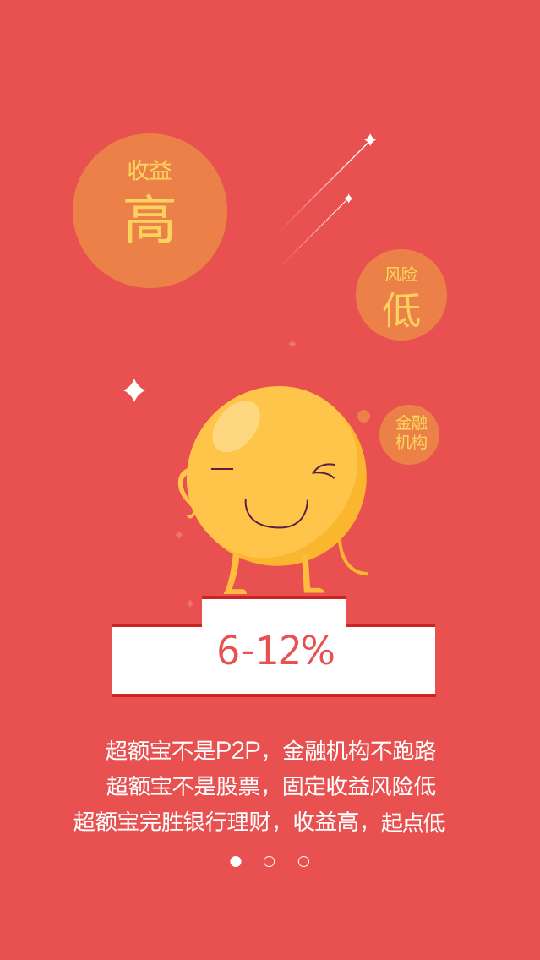 收益
高
风险
低
金融
机构
6-12%
超额宝不是P2P，金融机构不跑路
超额宝不是股票，固定收益风险低
超额宝完胜银行理财，收益高，起点低